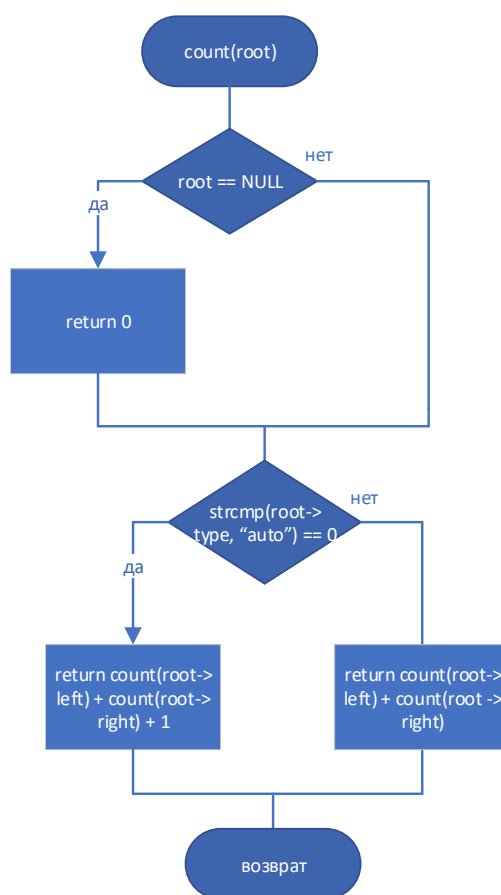 count(root)
нет
root == NULL
да
return 0
strcmp(root->
type, “auto”) == 0
нет
да
return count(root->
left) + count(root->
right) + 1
return count(root->
left) + count(root ->
right)
возврат